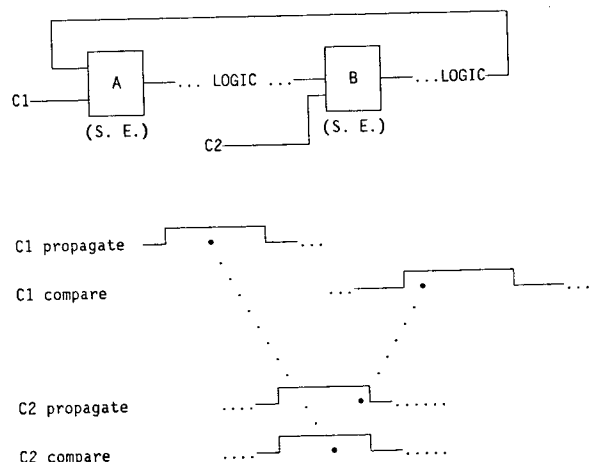 A ... LOGIC ... B ...LOGIC
C1
(S. E.) (S. E.)
C2
C1 propagate ...
C1 compare ... ...
C2 propagate .... ......
C2 compare .... .....